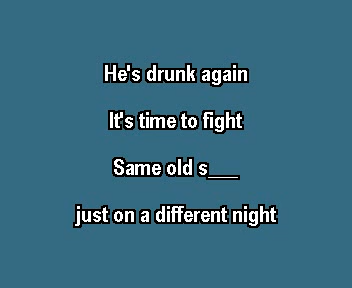 He's drunk again
It's time to fight
Same old s___
just on a different night